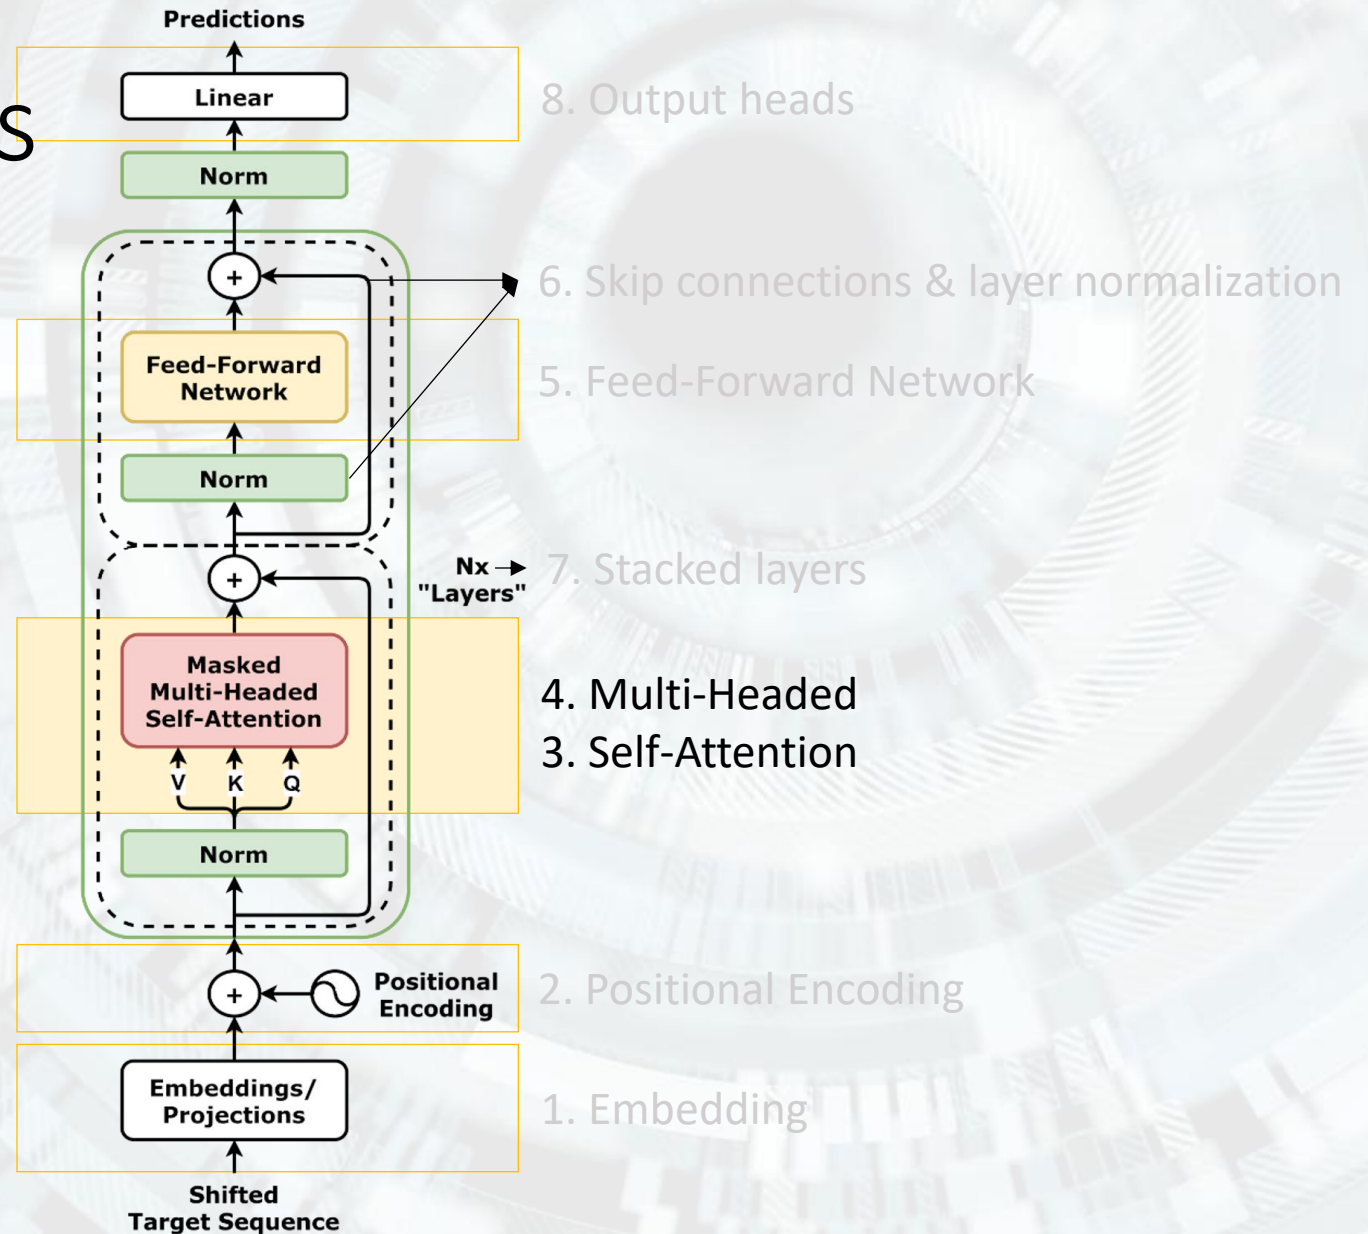 Predictions
Linear
8. Output heads
s
Norm
+
6. Skip connections & layer normalization
Feed-Forward
Network
5. Feed-Forward Network
Norm
+
Nx
"Layers"
7. Stacked layers
Masked
Multi-Headed
Self-Attention
4. Multi-Headed
3. Self-Attention
V K Q
Norm
+
Positional
Encoding
2. Positional Encoding
Embeddings/
Projections
1. Embedding
Shifted
Target Sequence